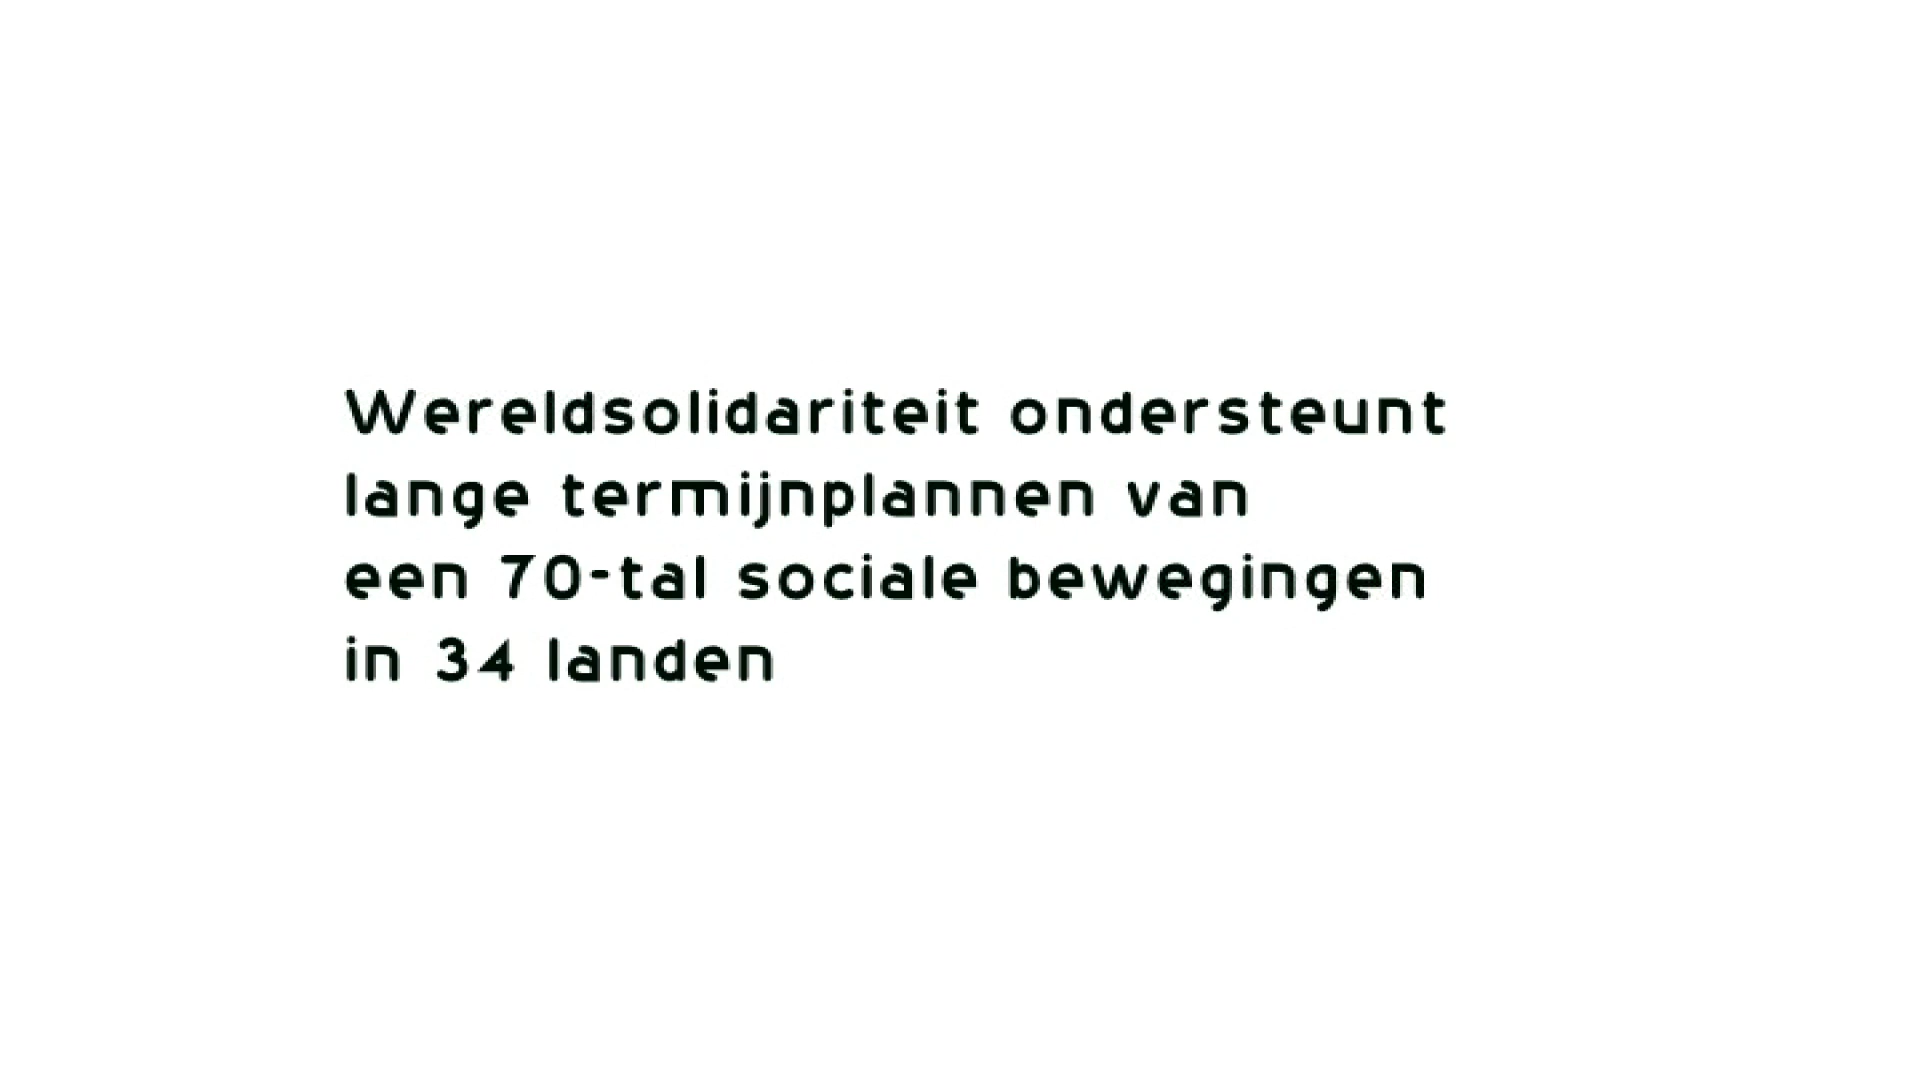 Wereldsolidariteit ondersteunt
lange termijnplannen van
een 70-tal sociale bewegingen
in 34 landen